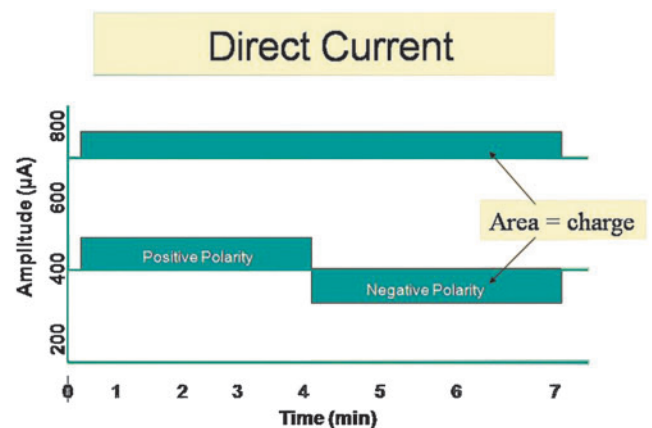 Direct Current
800
600
400
200
Amplitude (µA)
Area = charge
Positive Polarity
Negative Polarity
0 1 2 3 4 5 6 7
Time (min)